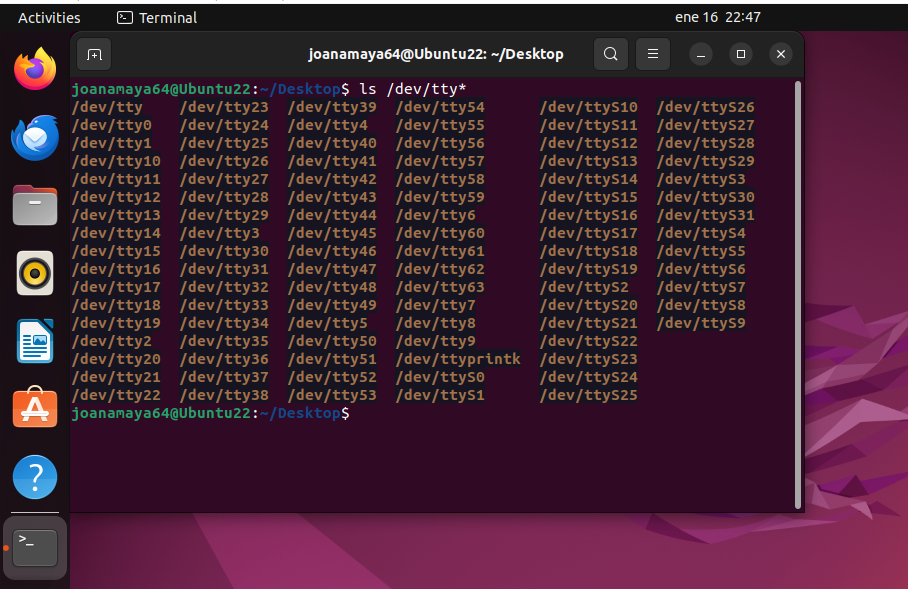 Activities Terminal ene 16 22:47
joanamaya64@Ubuntu22: ~/Desktop
joanamaya64@Ubuntu22:~/Desktop$ ls /dev/tty*
/dev/tty /dev/tty23 /dev/tty39 /dev/tty54 /dev/ttyS10 /dev/ttyS26
/dev/tty0 /dev/tty24 /dev/tty4 /dev/tty55 /dev/ttyS11 /dev/ttyS27
/dev/tty1 /dev/tty25 /dev/tty40 /dev/tty56 /dev/ttyS12 /dev/ttyS28
/dev/tty10 /dev/tty26 /dev/tty41 /dev/tty57 /dev/ttyS13 /dev/ttyS29
/dev/tty11 /dev/tty27 /dev/tty42 /dev/tty58 /dev/ttyS14 /dev/ttyS3
/dev/tty12 /dev/tty28 /dev/tty43 /dev/tty59 /dev/ttyS15 /dev/ttyS30
/dev/tty13 /dev/tty29 /dev/tty44 /dev/tty6 /dev/ttyS16 /dev/ttyS31
/dev/tty14 /dev/tty3 /dev/tty45 /dev/tty60 /dev/ttyS17 /dev/ttyS4
/dev/tty15 /dev/tty30 /dev/tty46 /dev/tty61 /dev/ttyS18 /dev/ttyS5
/dev/tty16 /dev/tty31 /dev/tty47 /dev/tty62 /dev/ttyS19 /dev/ttyS6
/dev/tty17 /dev/tty32 /dev/tty48 /dev/tty63 /dev/ttyS2 /dev/ttyS7
/dev/tty18 /dev/tty33 /dev/tty49 /dev/tty7 /dev/ttyS20 /dev/ttyS8
/dev/tty19 /dev/tty34 /dev/tty5 /dev/tty8 /dev/ttyS21 /dev/ttyS9
/dev/tty2 /dev/tty35 /dev/tty50 /dev/tty9 /dev/ttyS22
/dev/tty20 /dev/tty36 /dev/tty51 /dev/ttyprintk /dev/ttyS23
/dev/tty21 /dev/tty37 /dev/tty52 /dev/ttyS0 /dev/ttyS24
/dev/tty22 /dev/tty38 /dev/tty53 /dev/ttyS1 /dev/ttyS25
joanamaya64@Ubuntu22:~/Desktop$